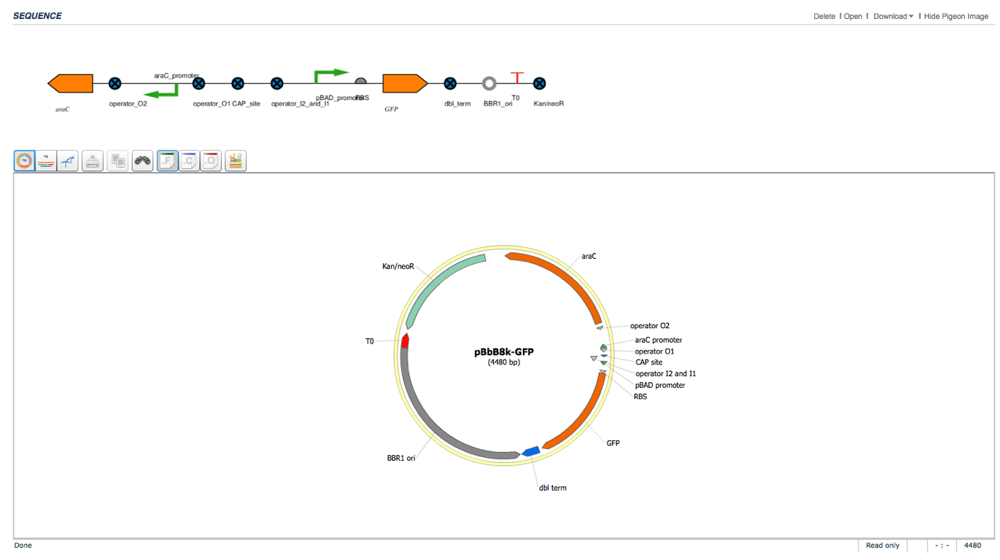 SEQUENCE
Delete | Open | Download | Hide Pigeon Image
araC_promoter
operator_O2
operator_O1 CAP_site
operator_I2_and_I1
pBAD_promoter
RBS
dbl_term
BBR1_ori
T0
Kan/neoR
araC
GFP
.F
.C
.O
araC
Kan/neoR
operator O2
araC promoter
T0
operator O1
pBbB8k-GFP
CAP site
(4480 bp)
operator I2 and I1
pBAD promoter
RBS
GFP
BBR1 ori
dbl term
Done
Read only
- : -
4480